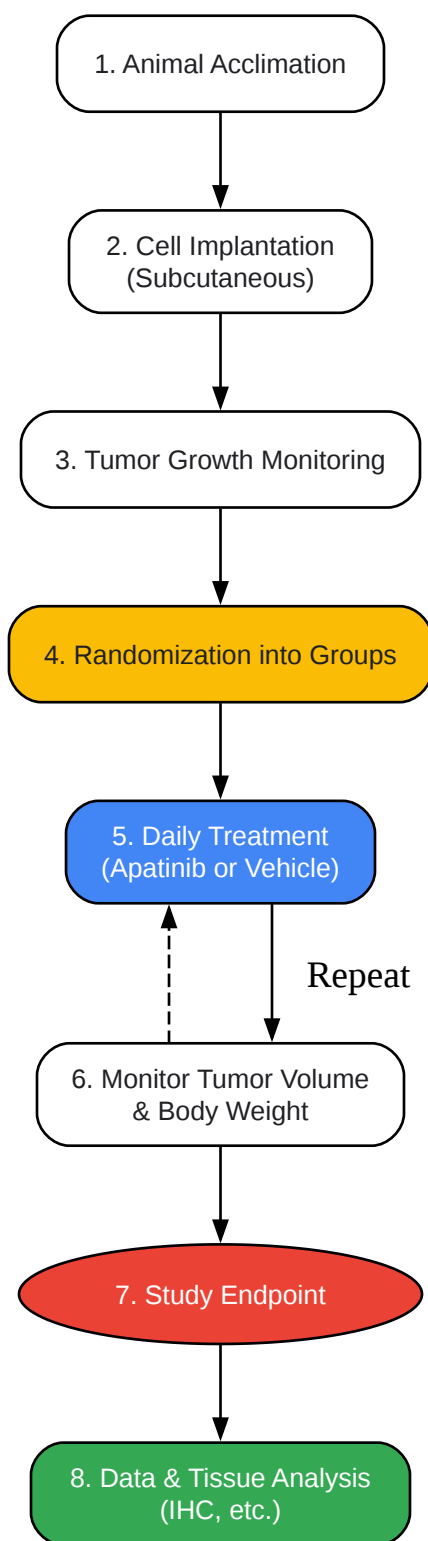 1. Animal Acclimation
2. Cell Implantation
(Subcutaneous)
3. Tumor Growth Monitoring
4. Randomization into Groups
5. Daily Treatment
(Apatinib or Vehicle)
Repeat
6. Monitor Tumor Volume
& Body Weight
7. Study Endpoint
8. Data & Tissue Analysis
(IHC, etc.)